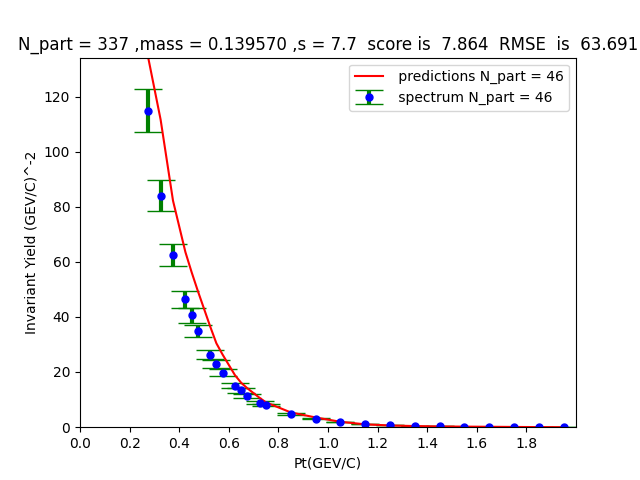 N_part = 337 ,mass = 0.139570 ,s = 7.7  score is  7.864  RMSE  is  63.691
predictions N_part = 46
spectrum N_part = 46
Invariant Yield (GEV/C)^-2
120
100
80
60
40
20
0
0.0 0.2 0.4 0.6 0.8 1.0 1.2 1.4 1.6 1.8
Pt(GEV/C)